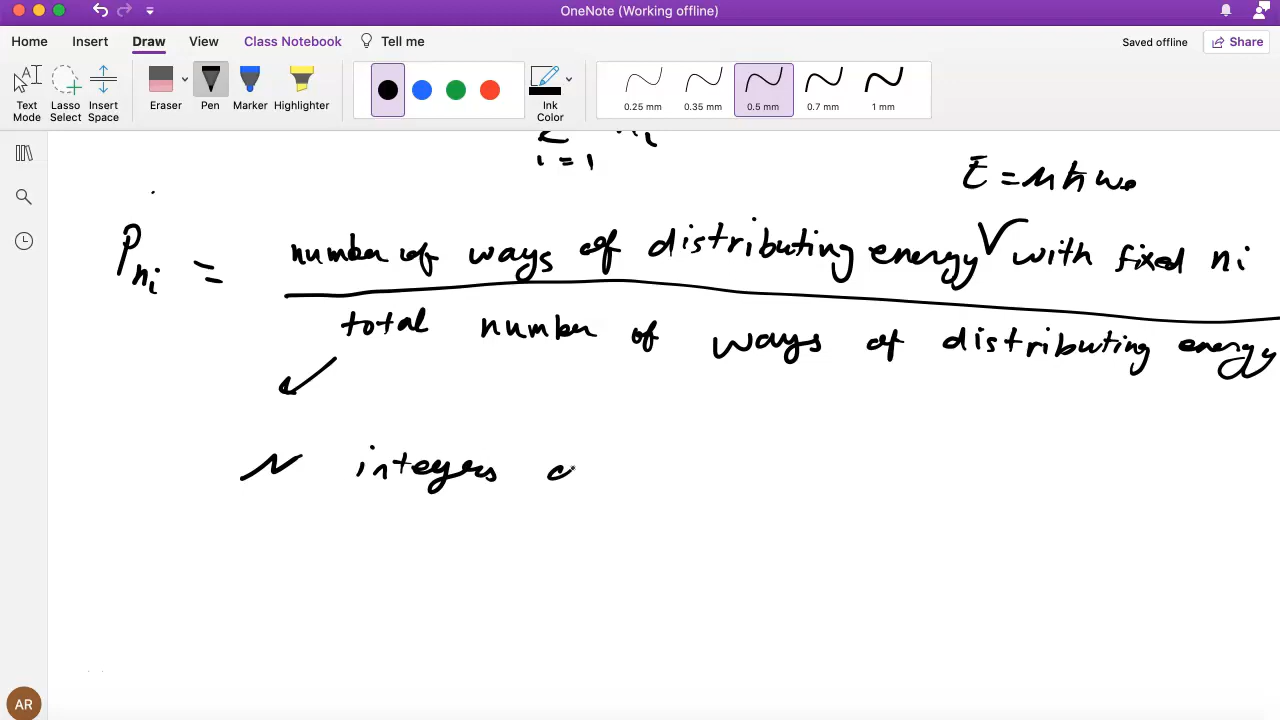 OneNote (Working offline)
Home Insert Draw View Class Notebook Tell me
Saved offline Share
Text Mode
Lasso Select
Insert Space
Eraser
Pen
Marker
Highlighter
Ink Color
0.25 mm 0.35 mm 0.5 mm 0.7 mm 1 mm
i = 1
E = μ ħ ω₀
P_{n_i} =
number of ways of distributing energy with fixed ni
total number of ways of distributing energy
N integers
AR